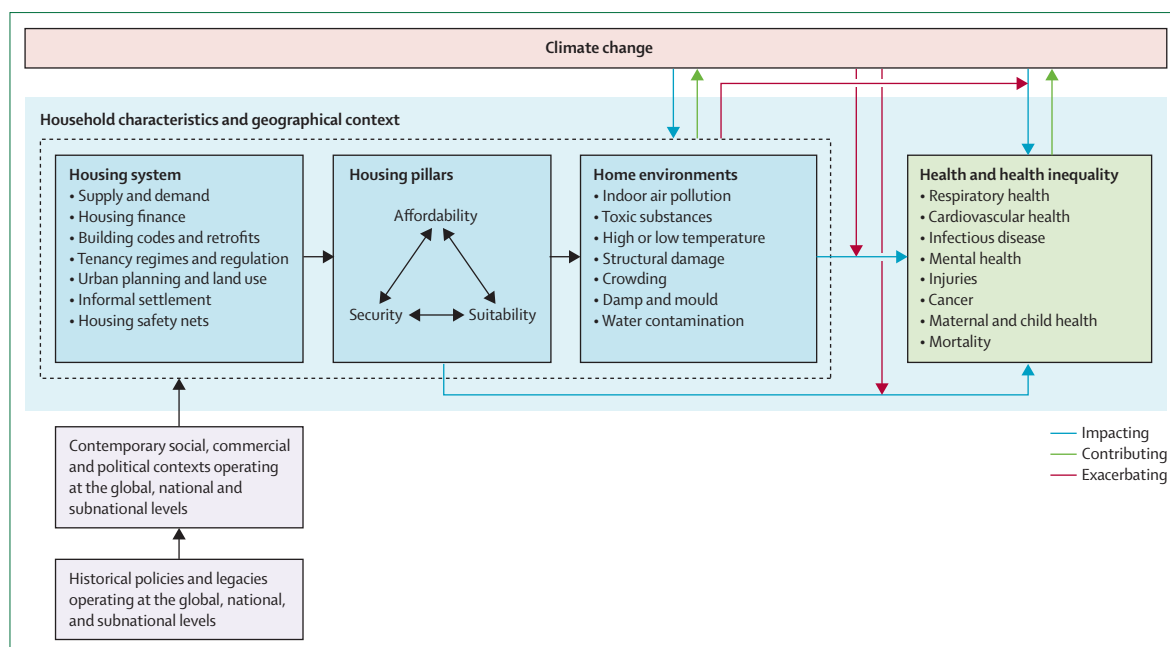 Climate change
Household characteristics and geographical context
Housing system
• Supply and demand
• Housing finance
• Building codes and retrofits
• Tenancy regimes and regulation
• Urban planning and land use
• Informal settlement
• Housing safety nets
Housing pillars
Affordability
Security
Suitability
Home environments
• Indoor air pollution
• Toxic substances
• High or low temperature
• Structural damage
• Crowding
• Damp and mould
• Water contamination
Health and health inequality
• Respiratory health
• Cardiovascular health
• Infectious disease
• Mental health
• Injuries
• Cancer
• Maternal and child health
• Mortality
Contemporary social, commercial
and political contexts operating
at the global, national and
subnational levels
Historical policies and legacies
operating at the global, national,
and subnational levels
Impacting
Contributing
Exacerbating